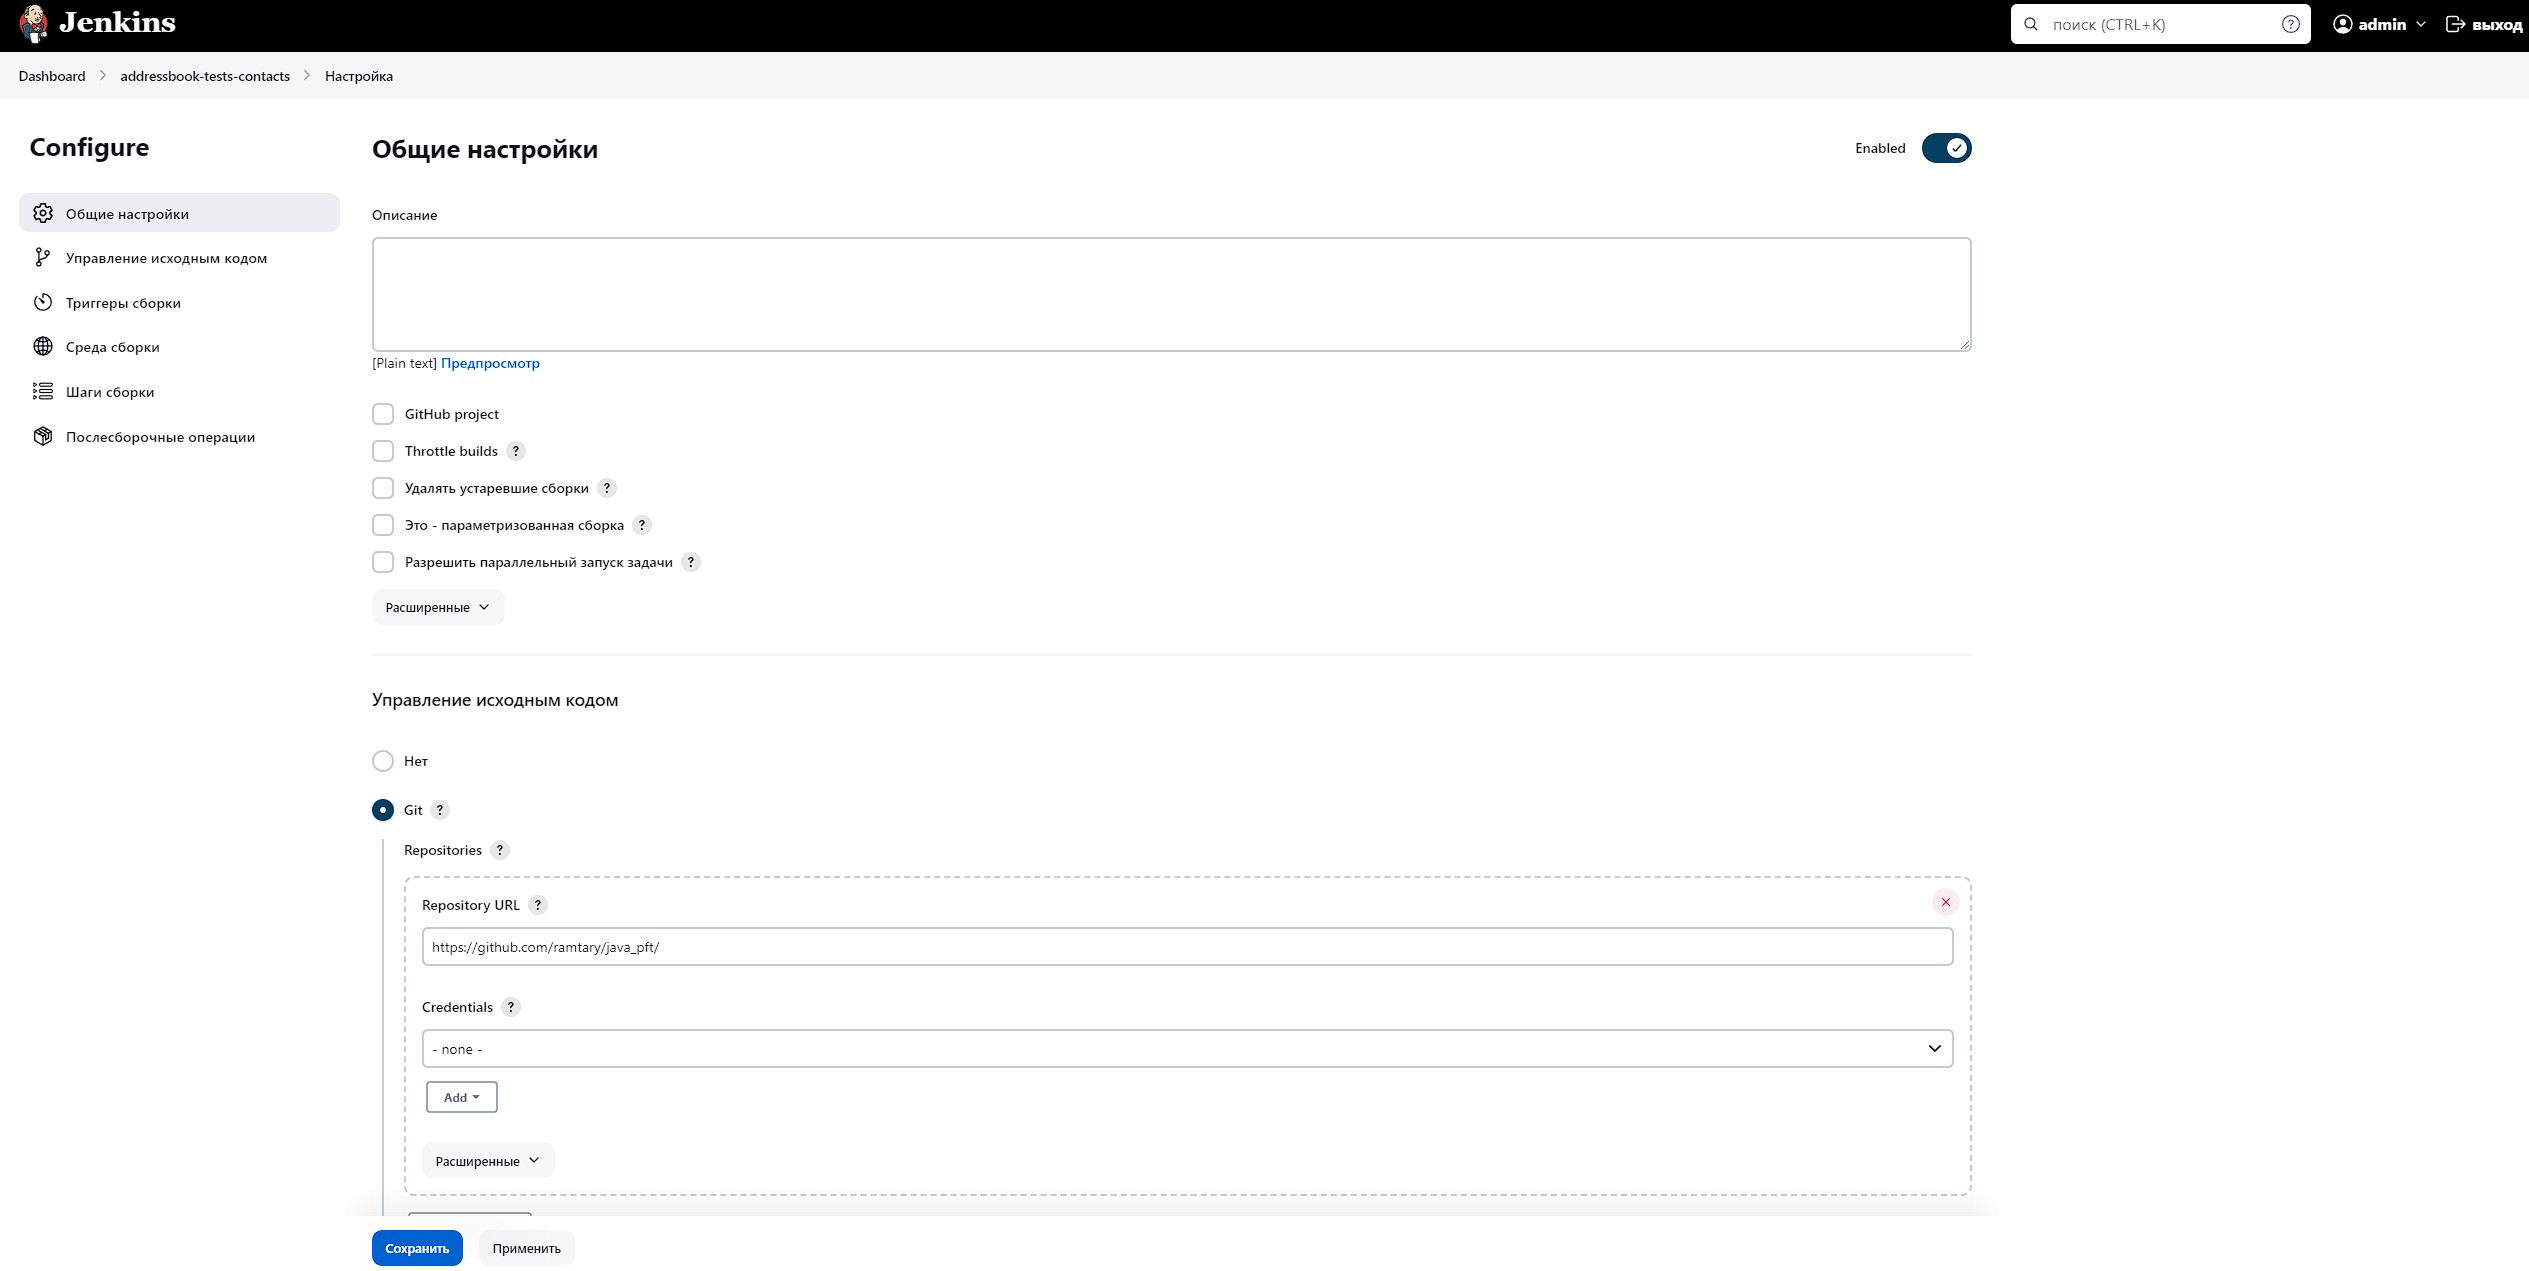 Jenkins
поиск (CTRL+K)
?
admin
выход
Dashboard
addressbook-tests-contacts
Настройка
Configure
Общие настройки
Управление исходным кодом
Триггеры сборки
Среда сборки
Шаги сборки
Послесборочные операции
Общие настройки
Enabled
Описание
[Plain text] Предпросмотр
GitHub project
Throttle builds ?
Удалять устаревшие сборки ?
Это - параметризованная сборка ?
Разрешить параллельный запуск задачи ?
Расширенные
Управление исходным кодом
Нет
Git ?
Repositories ?
Repository URL ?
https://github.com/ramtary/java_pft/
Credentials ?
- none -
Add
Расширенные
Сохранить
Применить